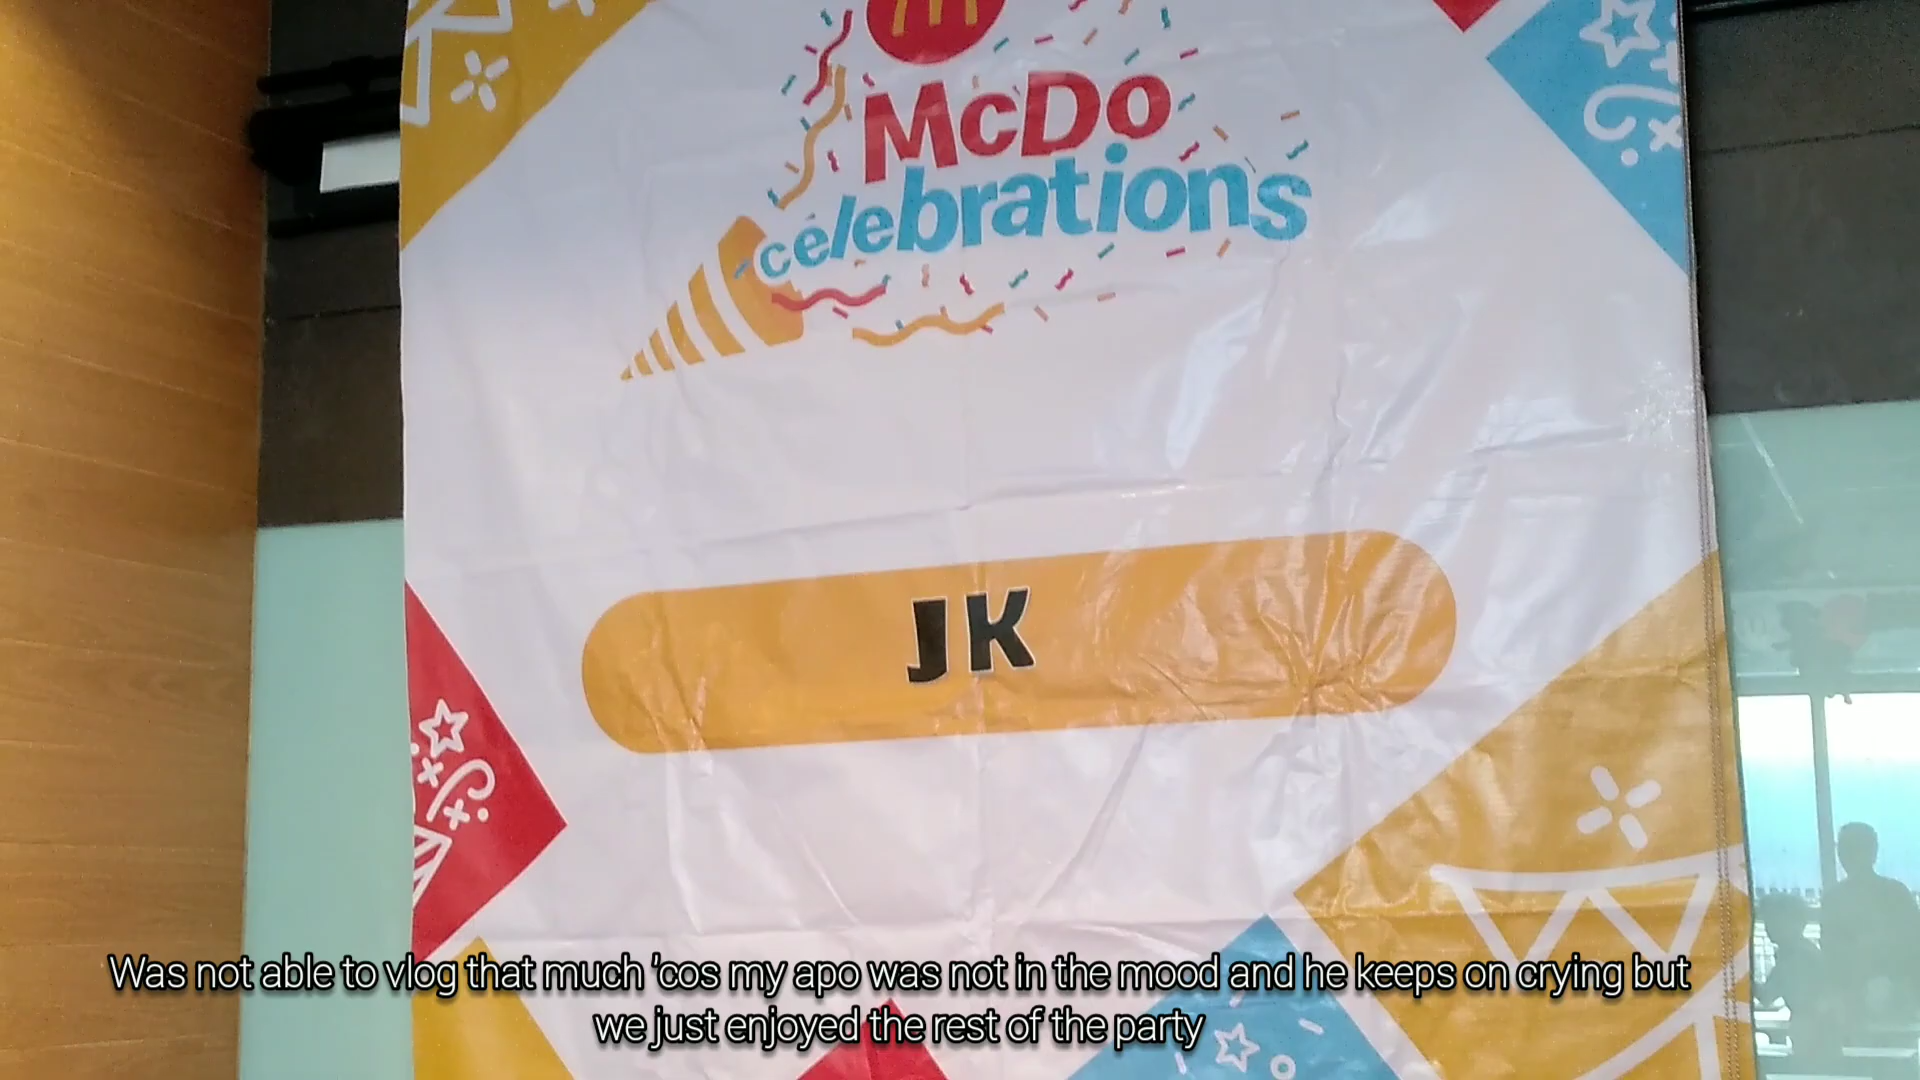 McDo
celebrations
JK
Was not able to vlog that much 'cos my apo was not in the mood and he keeps on crying but
we just enjoyed the rest of the party